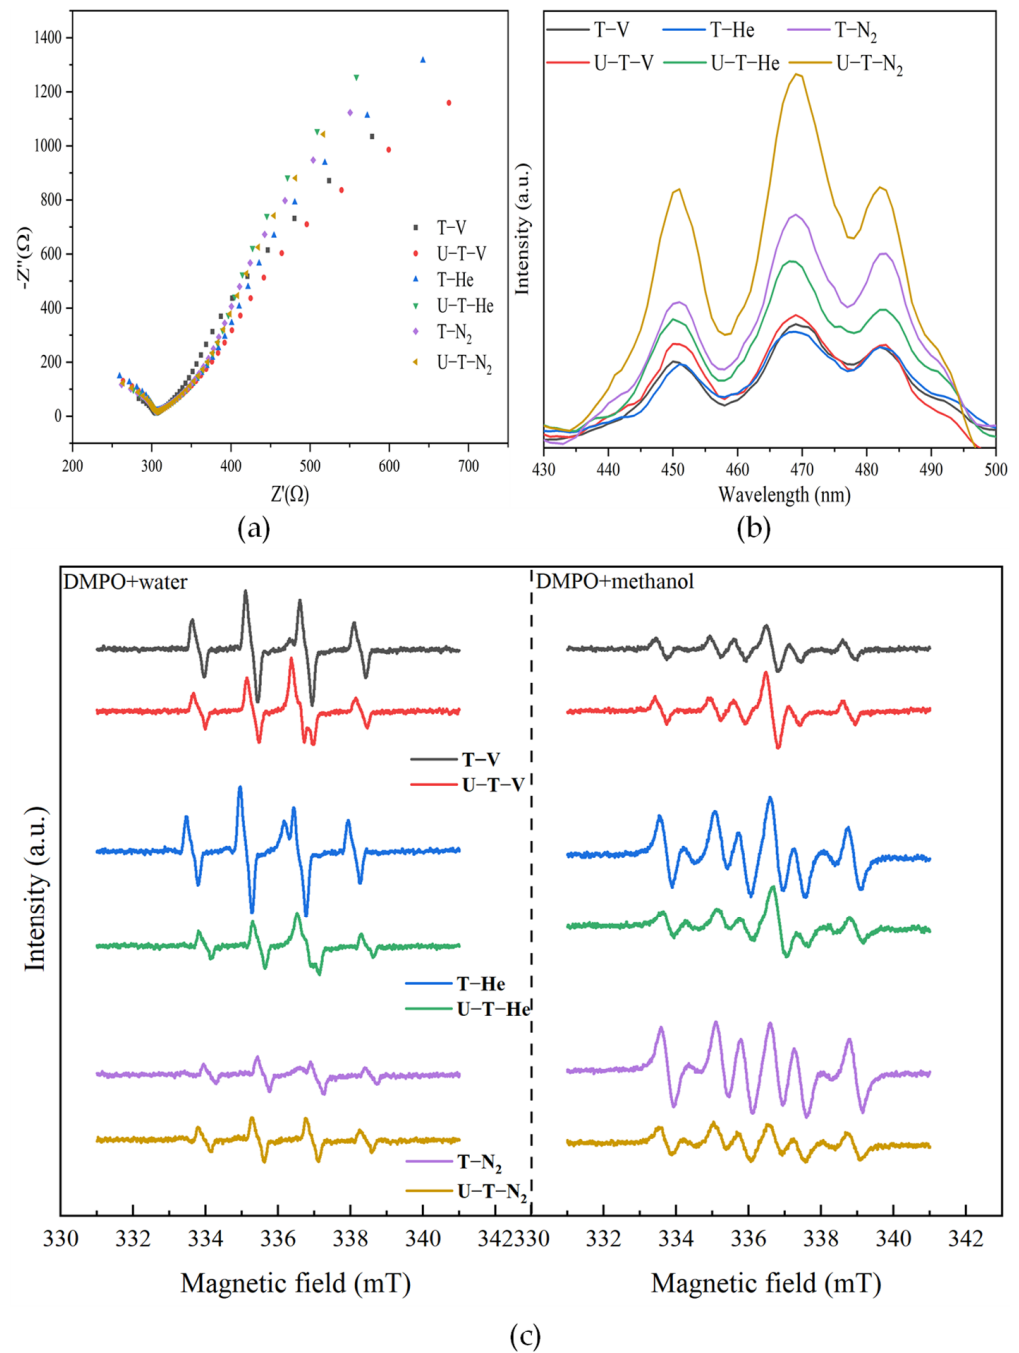 1400
1200
1000
800
600
400
200
0
-Z''(Ω)
T−V
U−T−V
T−He
U−T−He
T−N₂
U−T−N₂
200 300 400 500 600 700
Z'(Ω)
(a)
T−V T−He T−N₂
U−T−V U−T−He U−T−N₂
Intensity (a.u.)
430 440 450 460 470 480 490 500
Wavelength (nm)
(b)
DMPO+water
DMPO+methanol
T−V
U−T−V
T−He
U−T−He
T−N₂
U−T−N₂
Intensity (a.u.)
330 332 334 336 338 340 342
330 332 334 336 338 340 342
Magnetic field (mT)
Magnetic field (mT)
(c)